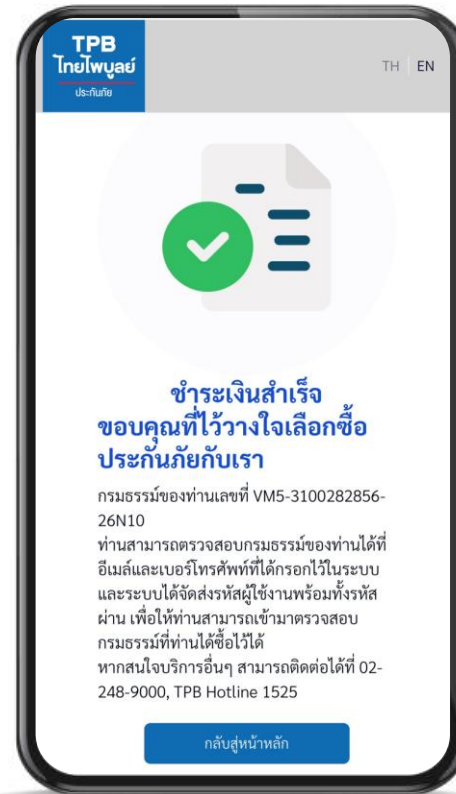 TPB
ไทยไพบูลย์
ประกันภัย
TH | EN
ชำระเงินสำเร็จ
ขอบคุณที่ไว้วางใจเลือกซื้อ
ประกันภัยกับเรา
กรมธรรม์ของท่านเลขที่ VM5-3100282856-
26N10
ท่านสามารถตรวจสอบกรมธรรม์ของท่านได้ที่
อีเมล์และเบอร์โทรศัพท์ที่ได้กรอกไว้ในระบบ
และระบบได้จัดส่งรหัสผู้ใช้งานพร้อมทั้งรหัส
ผ่าน เพื่อให้ท่านสามารถเข้ามาตรวจสอบ
กรมธรรม์ที่ท่านได้ซื้อไว้ได้
หากสนใจบริการอื่นๆ สามารถติดต่อได้ที่ 02-
248-9000, TPB Hotline 1525
กลับสู่หน้าหลัก